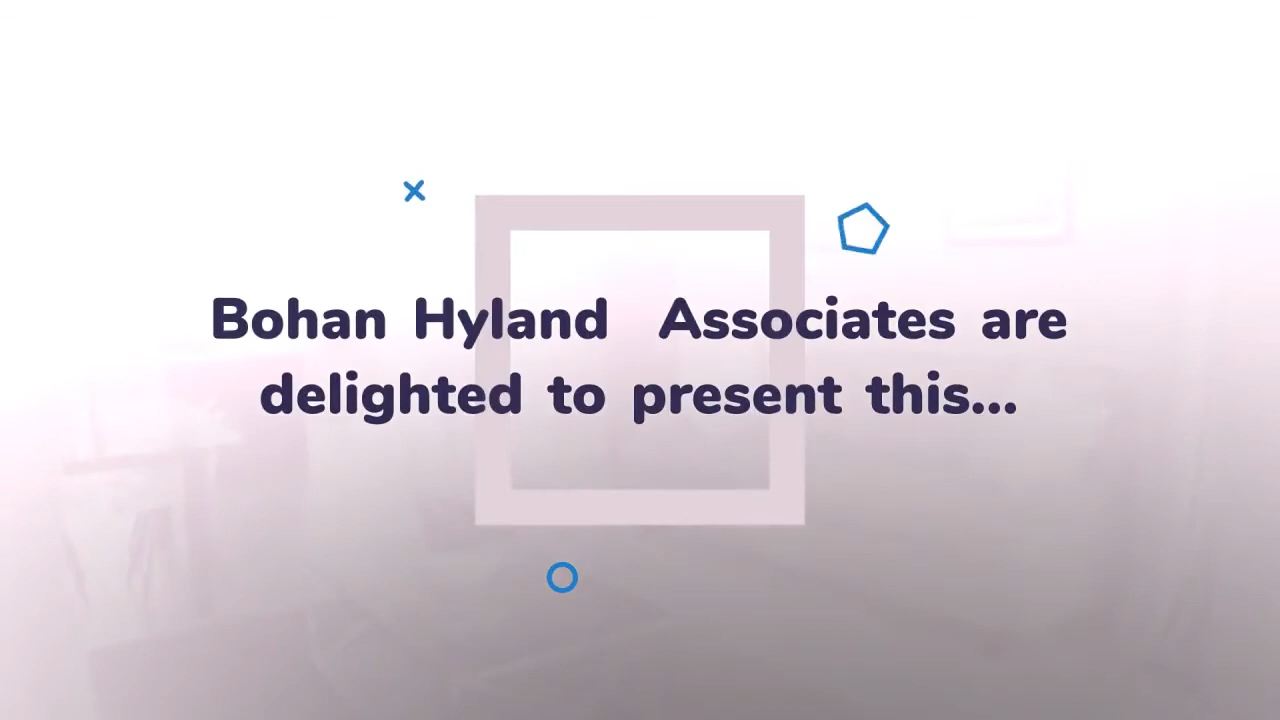 Bohan Hyland  Associates are
delighted to present this...